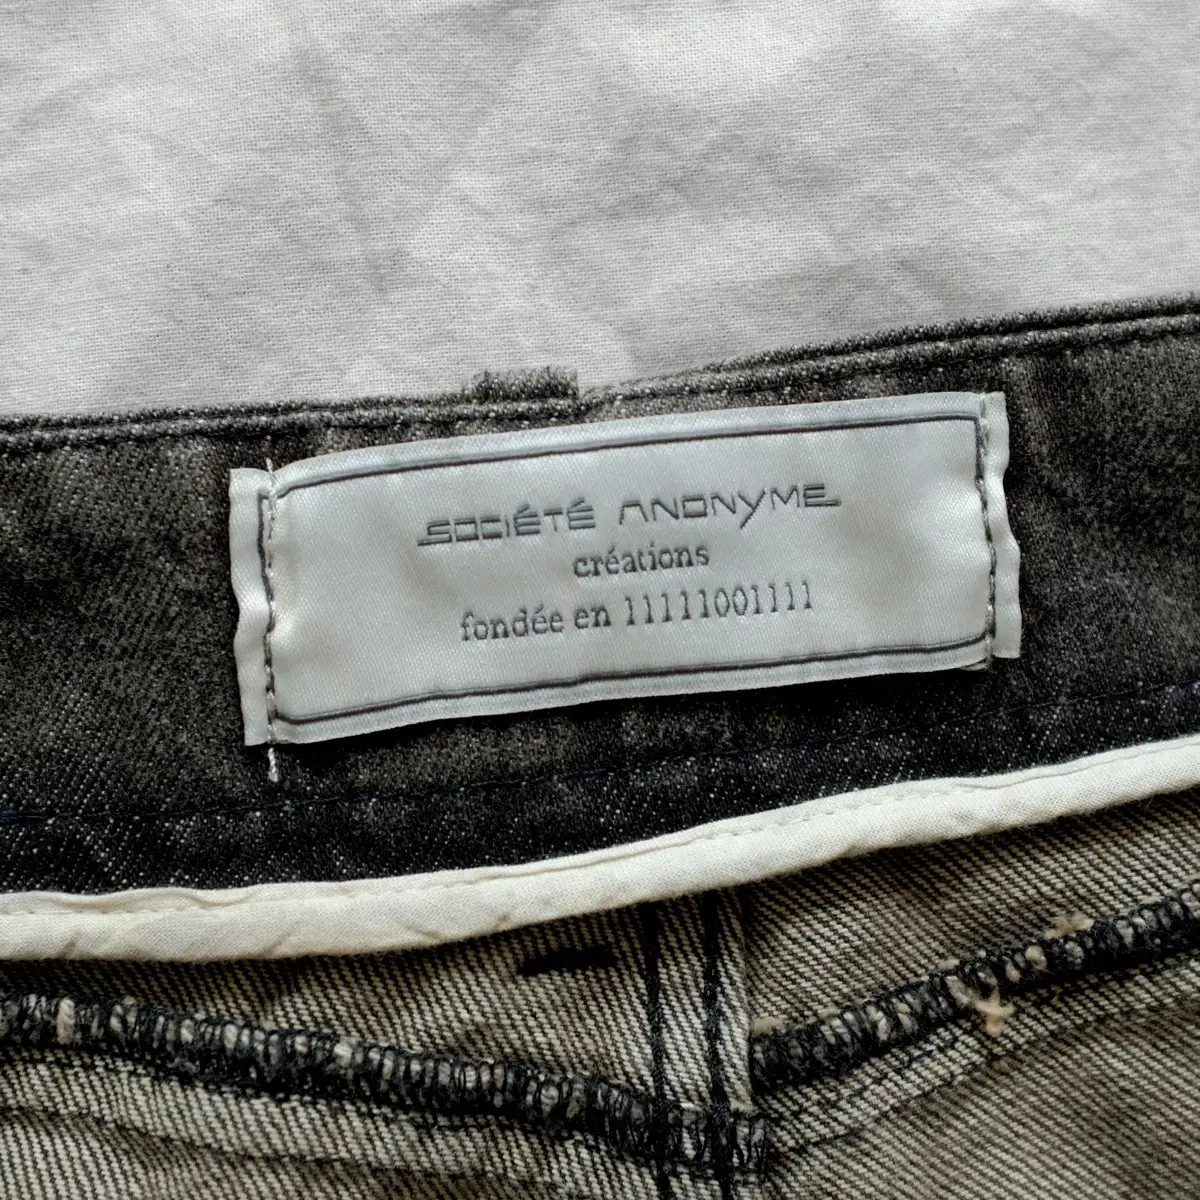 SOCIÉTÉ ANONYME
créations
fondée en 11111001111